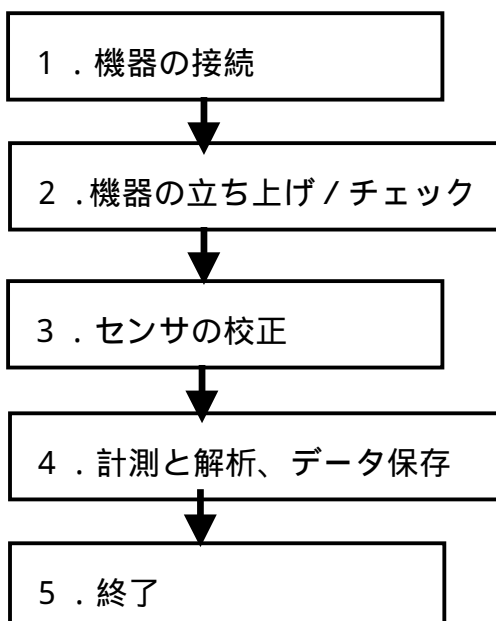 １．機器の接続
２．機器の立ち上げ / チェック
３．センサの校正
４．計測と解析、データ保存
５．終了